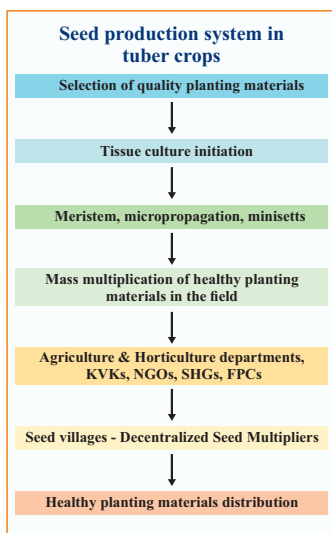 Seed production system in
tuber crops
Selection of quality planting materials
Tissue culture initiation
Meristem, micropropagation, minisetts
Mass multiplication of healthy planting
materials in the field
Agriculture & Horticulture departments,
KVKs, NGOs, SHGs, FPCs
Seed villages - Decentralized Seed Multipliers
Healthy planting materials distribution